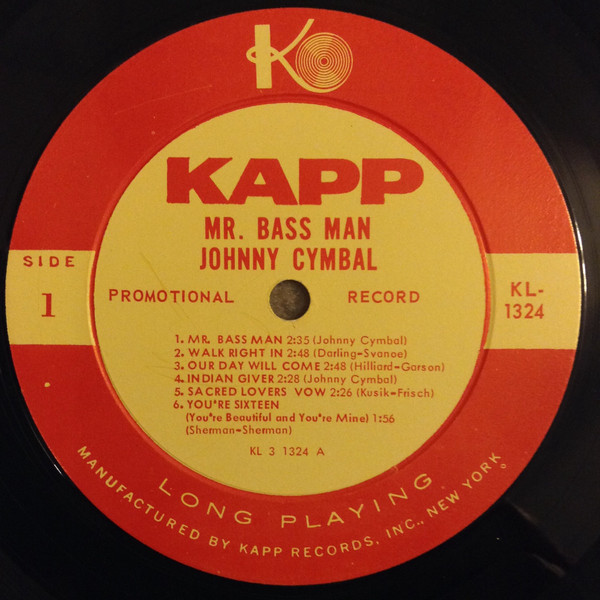 KAPP
MR. BASS MAN
JOHNNY CYMBAL
SIDE
1
PROMOTIONAL RECORD
KL-
1324
1. MR. BASS MAN 2:35 (Johnny Cymbal)
2. WALK RIGHT IN 2:48 (Darling-Svanoe)
3. OUR DAY WILL COME 2:48 (Hilliard-Garson)
4. INDIAN GIVER 2:28 (Johnny Cymbal)
5. SACRED LOVERS VOW 2:26 (Kusik-Frisch)
6. YOU'RE SIXTEEN
(You're Beautiful and You're Mine) 1:56
(Sherman-Sherman)
KL 3 1324 A
LONG PLAYING
MANUFACTURED BY KAPP RECORDS, INC., NEW YORK